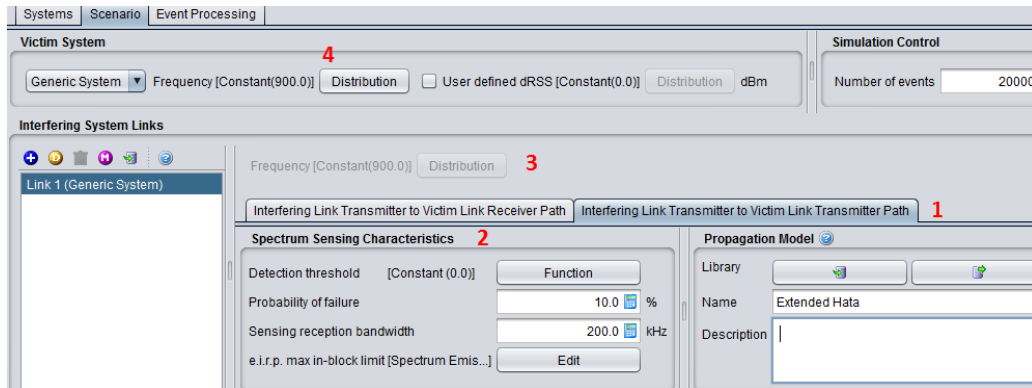 Systems Scenario Event Processing
Victim System
4
Simulation Control
Generic System Frequency [Constant(900.0)] Distribution User defined dRSS [Constant(0.0)] Distribution dBm
Number of events 20000
Interfering System Links
D M ?
Link 1 (Generic System)
Frequency [Constant(900.0)] Distribution 3
Interfering Link Transmitter to Victim Link Receiver Path Interfering Link Transmitter to Victim Link Transmitter Path 1
Spectrum Sensing Characteristics 2
Propagation Model ?
Detection threshold [Constant (0.0)] Function
Library
Probability of failure 10.0 %
Name Extended Hata
Sensing reception bandwidth 200.0 kHz
Description
e.i.r.p. max in-block limit [Spectrum Emis...] Edit